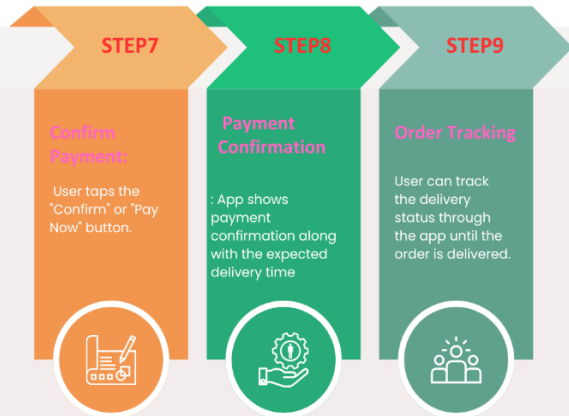 STEP7
Confirm
Payment:
User taps the
"Confirm" or "Pay
Now" button.
STEP8
Payment
Confirmation
: App shows
payment
confirmation along
with the expected
delivery time
STEP9
Order Tracking
User can track
the delivery
status through
the app until the
order is delivered.